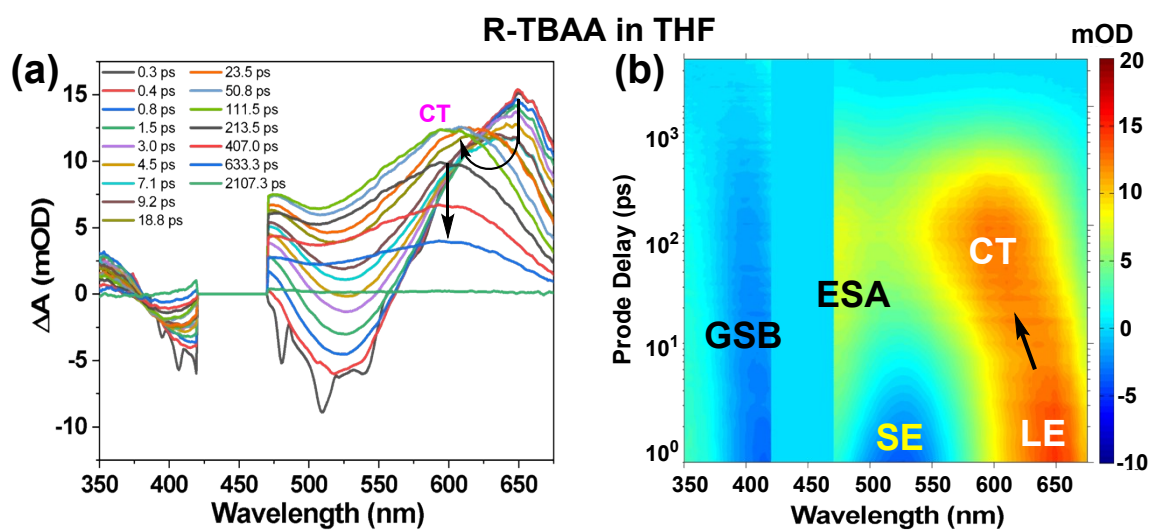 R-TBAA in THF
(a)
0.3 ps
0.4 ps
0.8 ps
1.5 ps
3.0 ps
4.5 ps
7.1 ps
9.2 ps
18.8 ps
23.5 ps
50.8 ps
111.5 ps
213.5 ps
407.0 ps
633.3 ps
2107.3 ps
CT
15
10
5
0
-5
-10
ΔA (mOD)
350 400 450 500 550 600 650
Wavelength (nm)
(b)
mOD
CT
ESA
GSB
SE
LE
10³
10²
10¹
10⁰
Prode Delay (ps)
350 400 450 500 550 600 650
Wavelength (nm)
20
15
10
5
0
-5
-10